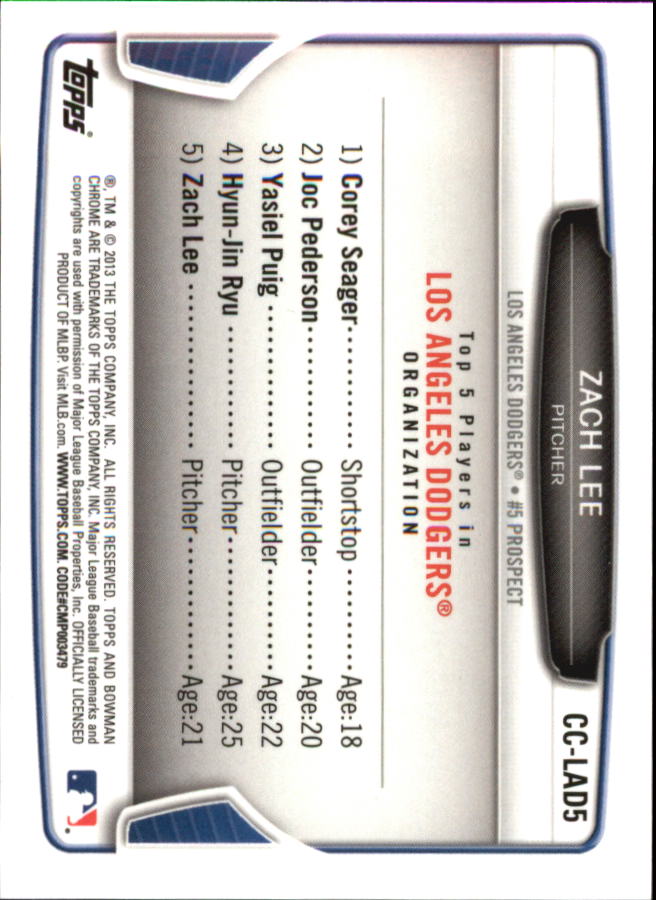 CC-LAD5
ZACH LEE
PITCHER
LOS ANGELES DODGERS® • #5 PROSPECT
Top 5 Players in
LOS ANGELES DODGERS®
ORGANIZATION
1) Corey Seager........... Shortstop ..........Age:18
2) Joc Pederson........... Outfielder..........Age:20
3) Yasiel Puig ............ Outfielder..........Age:22
4) Hyun-Jin Ryu .......... Pitcher............Age:25
5) Zach Lee .............. Pitcher............Age:21
®, TM & © 2013 THE TOPPS COMPANY, INC. ALL RIGHTS RESERVED. TOPPS AND BOWMAN
CHROME ARE TRADEMARKS OF THE TOPPS COMPANY, INC. Major League Baseball trademarks and
copyrights are used with permission of Major League Baseball Properties, Inc. OFFICIALLY LICENSED
PRODUCT OF MLBP. Visit MLB.com. WWW.TOPPS.COM. CODE#CMP003479
topps®